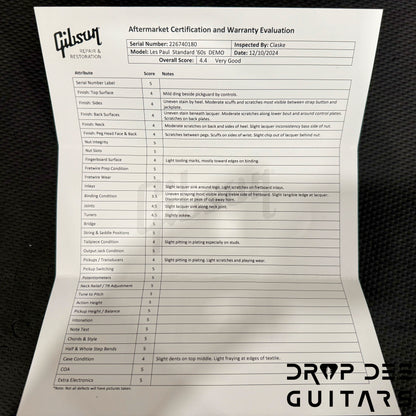 Gibson
REPAIR &
RESTORATION
Aftermarket Certification and Warranty Evaluation
Serial Number: 226740180 Inspected By: Claske
Model: Les Paul Standard '60s DEMO Date: 12/10/2024
Overall Score: 4.4 Very Good
Attribute Score Notes
Serial Number Label 5
Finish: Top Surface 4 Mild ding beside pickguard by controls.
Finish: Sides 4 Uneven stain by heel. Moderate scuffs and scratches most visible between strap button and jackplate.
Finish: Back Surfaces 4 Uneven stain beneath lacquer. Moderate scratches along lower bout and around control plates. Scratches on back plates.
Finish: Neck 4 Moderate scratches on back and sides of heel. Slight lacquer inconsistency bass side of nut.
Finish: Peg Head Face & Back 4 Scratches between pegs. Scuffs on sides of wrist. Slight chip out of lacquer behind nut.
Nut Integrity 5
Nut Slots 5
Fingerboard Surface 4 Light tooling marks, mostly toward edges on binding.
Fretwire Prep Condition 5
Fretwire Wear 5
Inlays 4 Slight lacquer sink around logo. Light scratches on fretboard inlays.
Binding Condition 3.5 Uneven scraping most visible along treble side of fretboard. Slight tangible ledge at lacquer. Discoloration at peak of cut-away horn.
Joints 4.5 Slight lacquer sink along neck joint.
Tuners 4.5 Slightly oblique.
Bridge 5
String & Saddle Positions 5
Tailpiece Condition 4 Slight pitting in plating especially on studs.
Output Jack Condition 5
Pickups / Transducers 4 Slight pitting in plating. Light scratches and playing wear.
Pickup Switching 5
Potentiometers 5
Neck Relief / TR Adjustment 5
Tune to Pitch 5
Action Height 5
Pickup Height / Balance 5
Intonation 5
Note Test 5
Chords & Style 5
Half & Whole Step Bends 5
Case Condition 4 Slight dents on top middle. Light fraying at edges of textile.
COA 5
Extra Electronics 5
*Note: Not all defects will have pictures taken.
DROP DEE
GUITARS